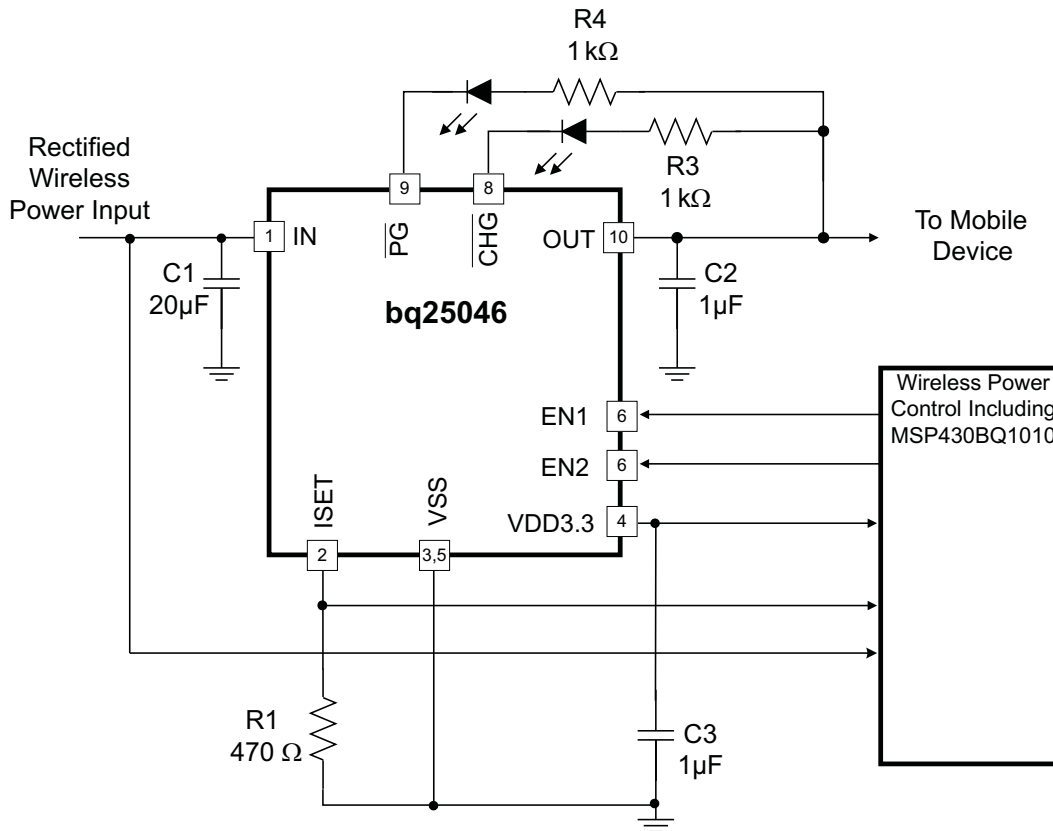 R4
1 kΩ
Rectified
Wireless
Power Input
R3
1 kΩ
9
8
1
IN
PG
CHG
OUT
10
To Mobile
Device
C1
20µF
C2
1µF
bq25046
Wireless Power
Control Including
MSP430BQ1010
EN1
6
EN2
6
ISET
VSS
VDD3.3
4
2
3,5
R1
470 Ω
C3
1µF